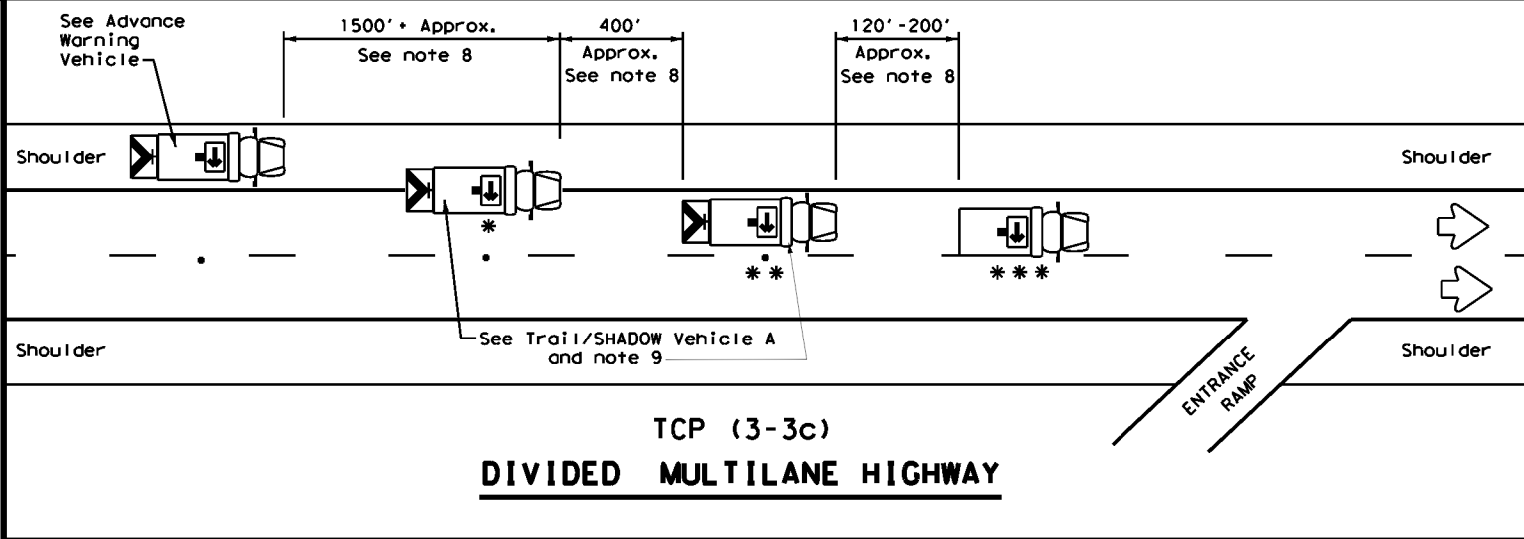 See Advance
Warning
Vehicle
1500'+ Approx.
See note 8
400'
Approx.
See note 8
120'-200'
Approx.
See note 8
Shoulder
Shoulder
*
* *
* * *
See Trail/SHADOW Vehicle A
and note 9
Shoulder
Shoulder
ENTRANCE
RAMP
TCP (3-3c)
DIVIDED MULTILANE HIGHWAY